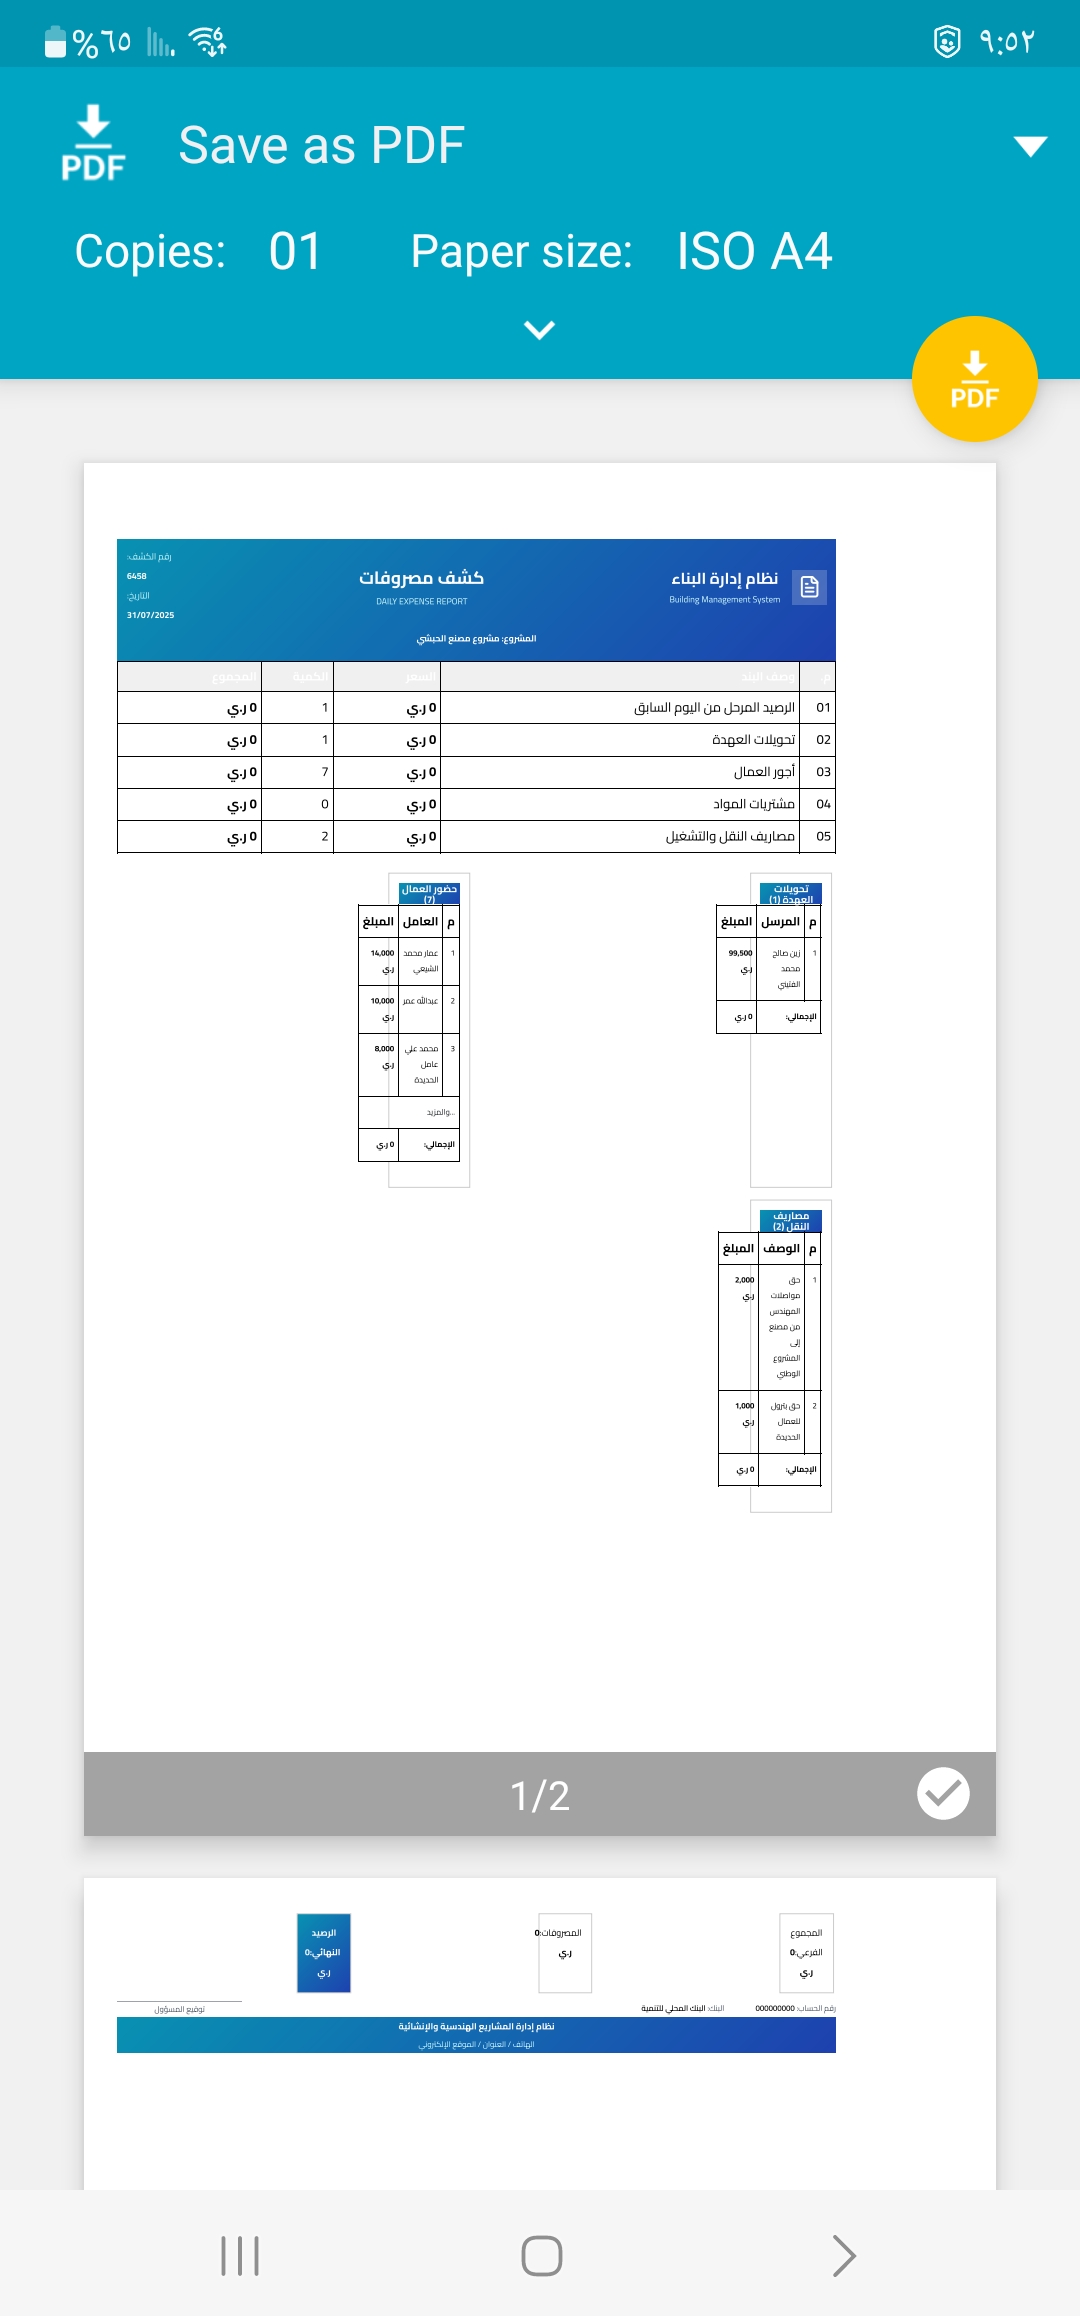 %٦٥
6
٩:٥٢
PDF
Save as PDF
Copies: 01 Paper size: ISO A4
PDF
نظام إدارة البناء
Building Management System
كشف مصروفات
DAILY EXPENSE REPORT
رقم الكشف:
6458
التاريخ:
31/07/2025
المشروع: مشروع مصنع الحبشي
م. وصف البند السعر الكمية المجموع
01 الرصيد المرحل من اليوم السابق 0 ر.ي 1 0 ر.ي
02 تحويلات العهدة 0 ر.ي 1 0 ر.ي
03 أجور العمال 0 ر.ي 7 0 ر.ي
04 مشتريات المواد 0 ر.ي 0 0 ر.ي
05 مصاريف النقل والتشغيل 0 ر.ي 2 0 ر.ي
تحويلات
العهدة (1)
م المرسل المبلغ
1 زين صالح 99,500
محمد ر.ي
الإجمالي: 0 ر.ي
حضور العمال
(7)
م العامل المبلغ
1 عمار محمد 14,000
الشيعي ر.ي
2 عبدالله عمر 10,000
ر.ي
3 محمد علي 8,000
عامل ر.ي
الحديدة
...والمزيد
الإجمالي: 0 ر.ي
مصاريف
النقل (2)
م الوصف المبلغ
1 حق 2,000
مواصلات ر.ي
المهندس
من مصنع
إلى
المشروع
الوطني
2 حق بترول 1,000
للعمال ر.ي
الحديدة
الإجمالي: 0 ر.ي
1/2
المجموع
الفرعي:0
ر.ي
المصروفات:0
ر.ي
الرصيد
النهائي:0
ر.ي
رقم الحساب: 000000000 البنك: البنك المحلي للتنمية
توقيع المسؤول
نظام إدارة المشاريع الهندسية والإنشائية
الهاتف / العنوان / الموقع الإلكتروني